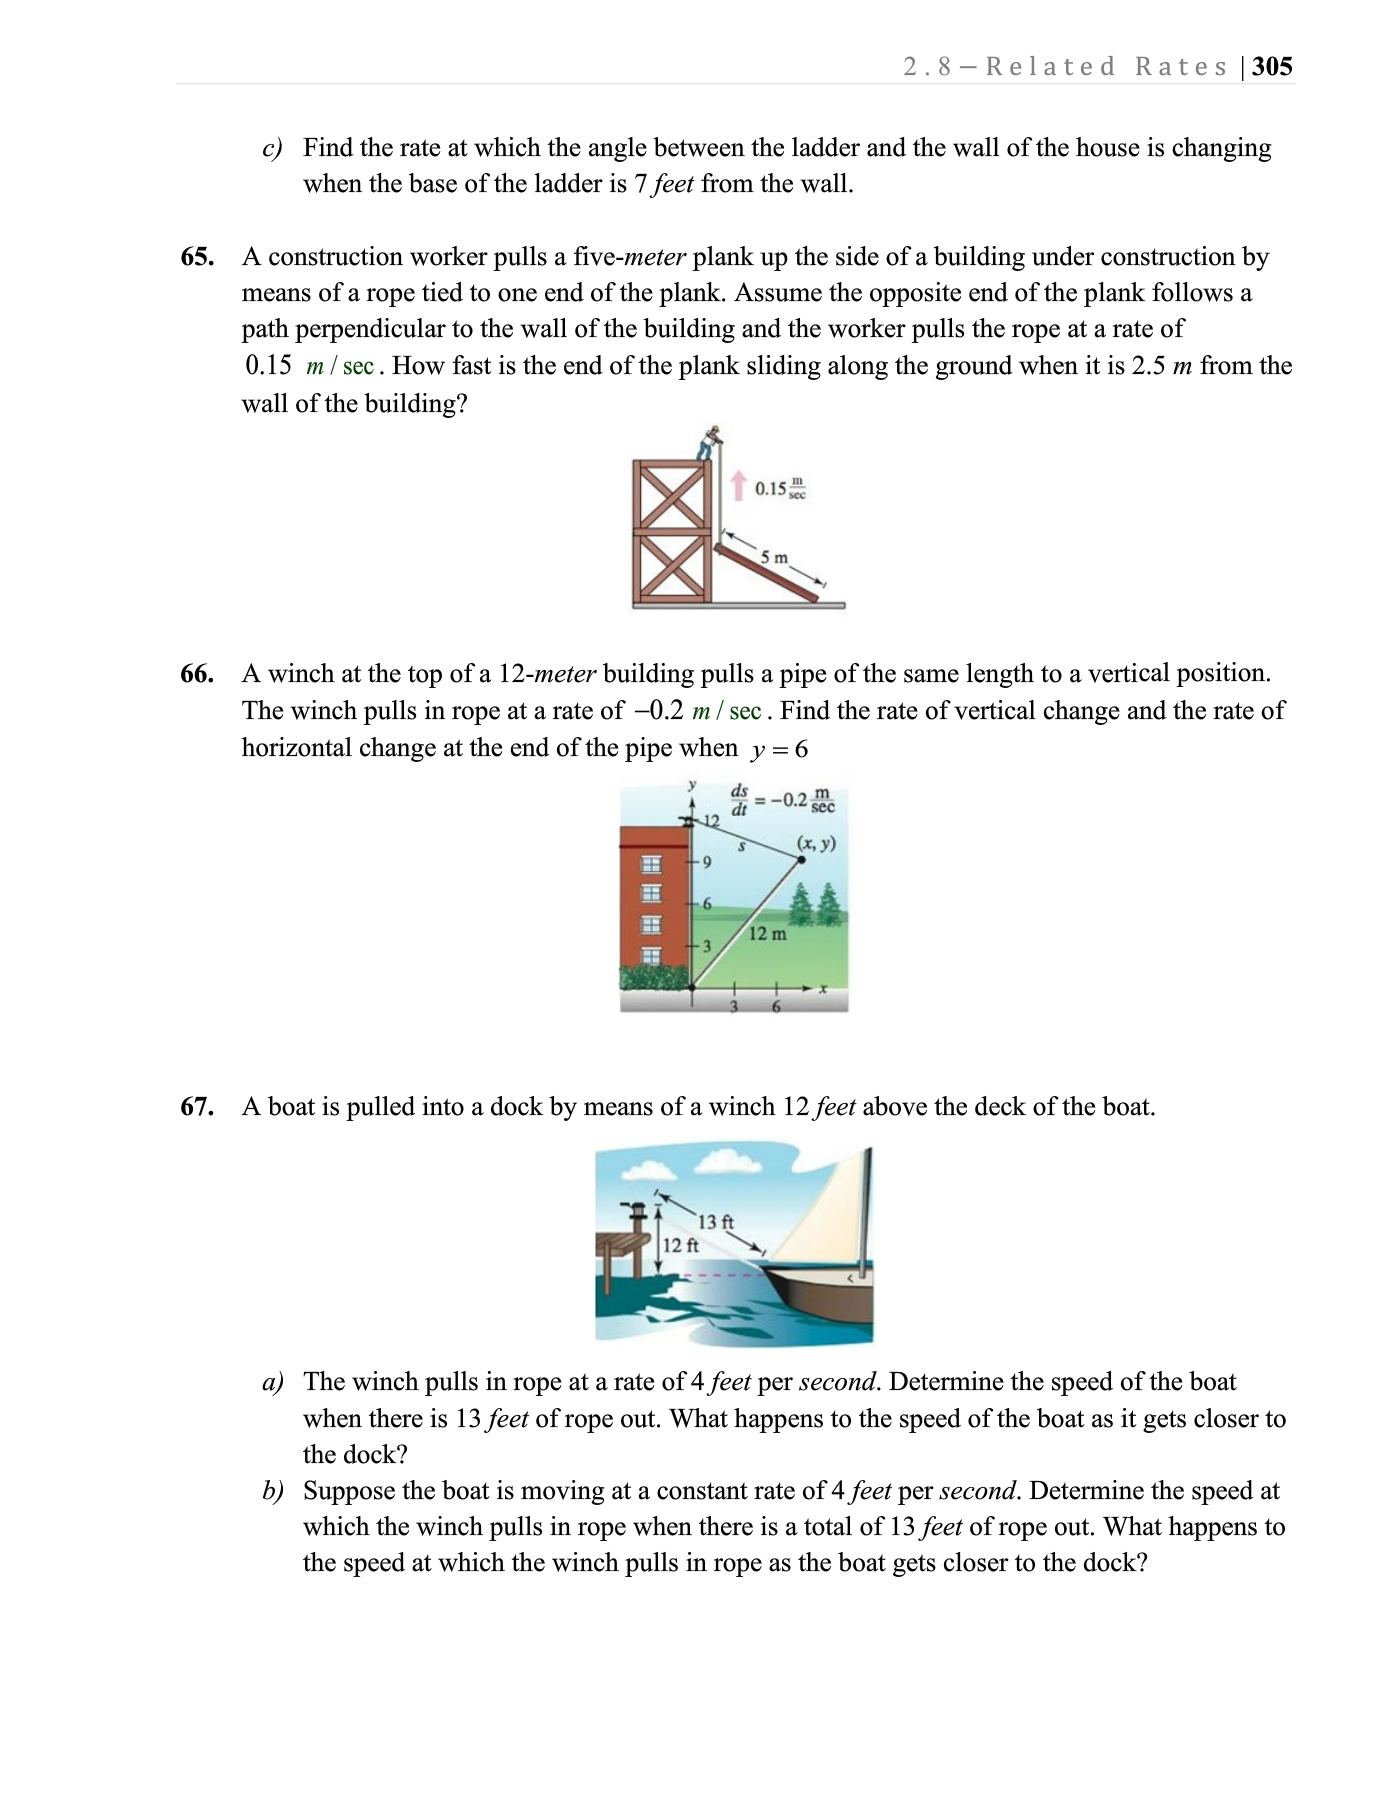 2.8 – Related Rates | 305
c) Find the rate at which the angle between the ladder and the wall of the house is changing
when the base of the ladder is 7 feet from the wall.
65. A construction worker pulls a five-meter plank up the side of a building under construction by
means of a rope tied to one end of the plank. Assume the opposite end of the plank follows a
path perpendicular to the wall of the building and the worker pulls the rope at a rate of
0.15 m / sec . How fast is the end of the plank sliding along the ground when it is 2.5 m from the
wall of the building?
0.15 m/sec
5 m
66. A winch at the top of a 12-meter building pulls a pipe of the same length to a vertical position.
The winch pulls in rope at a rate of −0.2 m / sec . Find the rate of vertical change and the rate of
horizontal change at the end of the pipe when y = 6
y
ds/dt = −0.2 m/sec
12
s
(x, y)
9
6
12 m
3
x
3 6
67. A boat is pulled into a dock by means of a winch 12 feet above the deck of the boat.
13 ft
12 ft
a) The winch pulls in rope at a rate of 4 feet per second. Determine the speed of the boat
when there is 13 feet of rope out. What happens to the speed of the boat as it gets closer to
the dock?
b) Suppose the boat is moving at a constant rate of 4 feet per second. Determine the speed at
which the winch pulls in rope when there is a total of 13 feet of rope out. What happens to
the speed at which the winch pulls in rope as the boat gets closer to the dock?